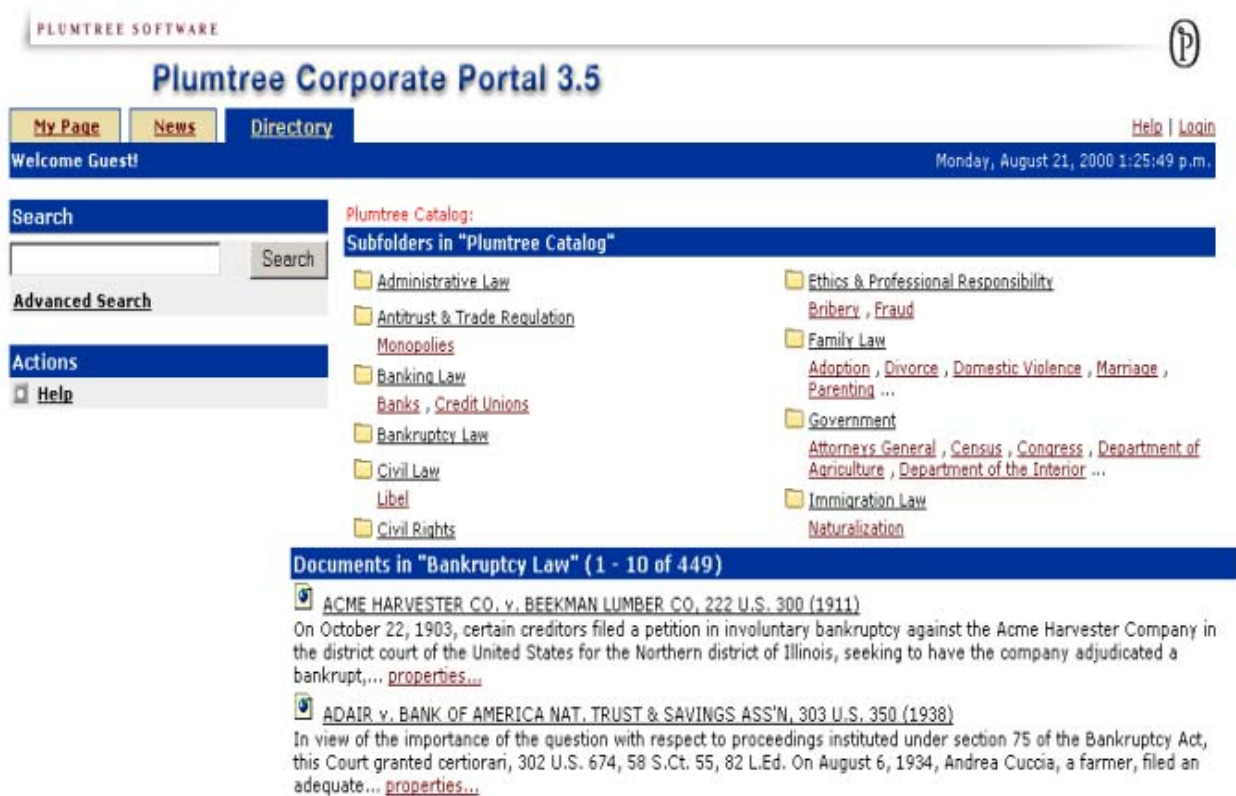 PLUMTREE SOFTWARE
Plumtree Corporate Portal 3.5
My Page News Directory Help | Login
Welcome Guest! Monday, August 21, 2000 1:25:49 p.m.
Search
Search
Advanced Search
Actions
Help
Plumtree Catalog:
Subfolders in "Plumtree Catalog"
Administrative Law
Antitrust & Trade Regulation
Monopolies
Banking Law
Banks , Credit Unions
Bankruptcy Law
Civil Law
Libel
Civil Rights
Ethics & Professional Responsibility
Bribery , Fraud
Family Law
Adoption , Divorce , Domestic Violence , Marriage ,
Parenting ...
Government
Attorneys General , Census , Congress , Department of
Agriculture , Department of the Interior ...
Immigration Law
Naturalization
Documents in "Bankruptcy Law" (1 - 10 of 449)
ACME HARVESTER CO. v. BEEKMAN LUMBER CO, 222 U.S. 300 (1911)
On October 22, 1903, certain creditors filed a petition in involuntary bankruptcy against the Acme Harvester Company in
the district court of the United States for the Northern district of Illinois, seeking to have the company adjudicated a
bankrupt,... properties...
ADAIR v. BANK OF AMERICA NAT. TRUST & SAVINGS ASS'N, 303 U.S. 350 (1938)
In view of the importance of the question with respect to proceedings instituted under section 75 of the Bankruptcy Act,
this Court granted certiorari, 302 U.S. 674, 58 S.Ct. 55, 82 L.Ed. On August 6, 1934, Andrea Cuccia, a farmer, filed an
adequate... properties...